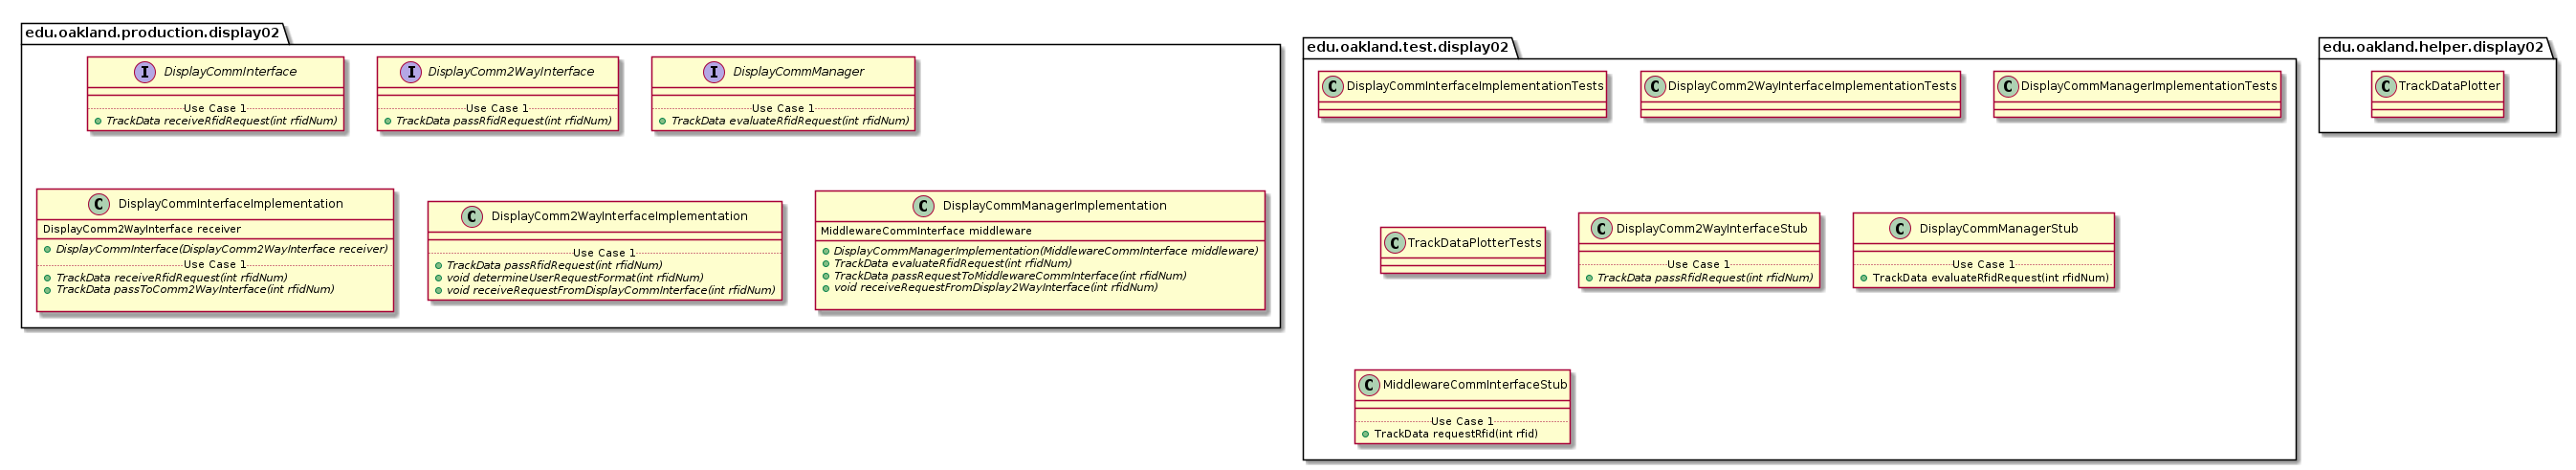 edu.oakland.production.display02
I DisplayCommInterface
Use Case 1
TrackData receiveRfidRequest(int rfidNum)
I DisplayComm2WayInterface
Use Case 1
TrackData passRfidRequest(int rfidNum)
I DisplayCommManager
Use Case 1
TrackData evaluateRfidRequest(int rfidNum)
C DisplayCommInterfaceImplementation
DisplayComm2WayInterface receiver
DisplayCommInterface(DisplayComm2WayInterface receiver)
Use Case 1
TrackData receiveRfidRequest(int rfidNum)
TrackData passToComm2WayInterface(int rfidNum)
C DisplayComm2WayInterfaceImplementation
Use Case 1
TrackData passRfidRequest(int rfidNum)
void determineUserRequestFormat(int rfidNum)
void receiveRequestFromDisplayCommInterface(int rfidNum)
C DisplayCommManagerImplementation
MiddlewareCommInterface middleware
DisplayCommManagerImplementation(MiddlewareCommInterface middleware)
TrackData evaluateRfidRequest(int rfidNum)
TrackData passRequestToMiddlewareCommInterface(int rfidNum)
void receiveRequestFromDisplay2WayInterface(int rfidNum)
edu.oakland.test.display02
C DisplayCommInterfaceImplementationTests
C DisplayComm2WayInterfaceImplementationTests
C DisplayCommManagerImplementationTests
C TrackDataPlotterTests
C DisplayComm2WayInterfaceStub
Use Case 1
TrackData passRfidRequest(int rfidNum)
C DisplayCommManagerStub
Use Case 1
TrackData evaluateRfidRequest(int rfidNum)
C MiddlewareCommInterfaceStub
Use Case 1
TrackData requestRfid(int rfid)
edu.oakland.helper.display02
C TrackDataPlotter